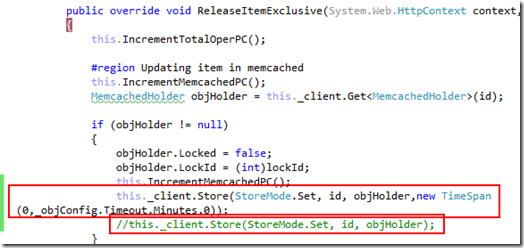 public override void ReleaseItemExclusive(System.Web.HttpContext context,
{
this.IncrementTotalOperPC();
#region Updating item in memcached
this.IncrementMemcachedPC();
MemcachedHolder objHolder = this._client.Get<MemcachedHolder>(id);
if (objHolder != null)
{
objHolder.Locked = false;
objHolder.LockId = (int)lockId;
this.IncrementMemcachedPC();
this._client.Store(StoreMode.Set, id, objHolder,new TimeSpan
(0,_objConfig.Timeout.Minutes.0));
//this._client.Store(StoreMode.Set, id, objHolder);
}